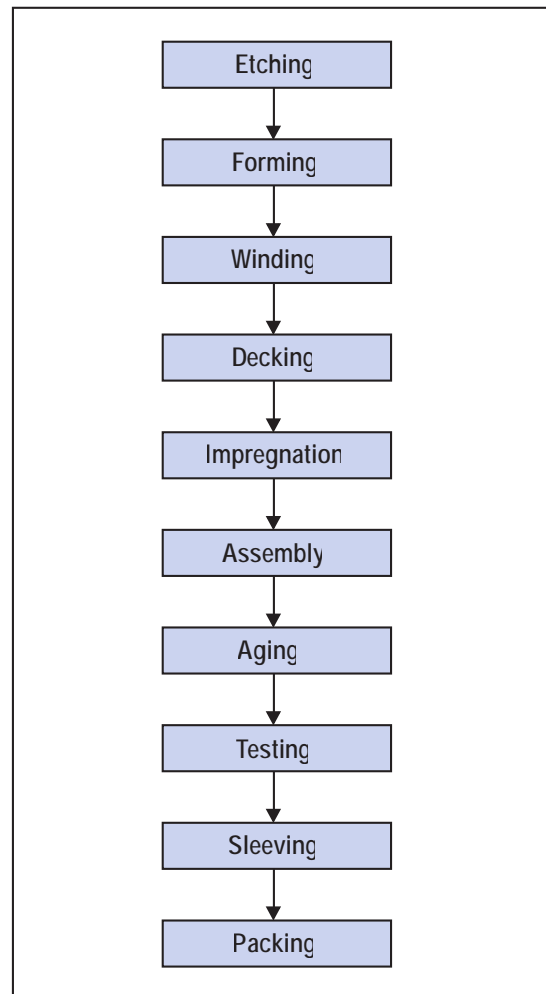 Etching
Forming
Winding
Decking
Impregnation
Assembly
Aging
Testing
Sleeving
Packing